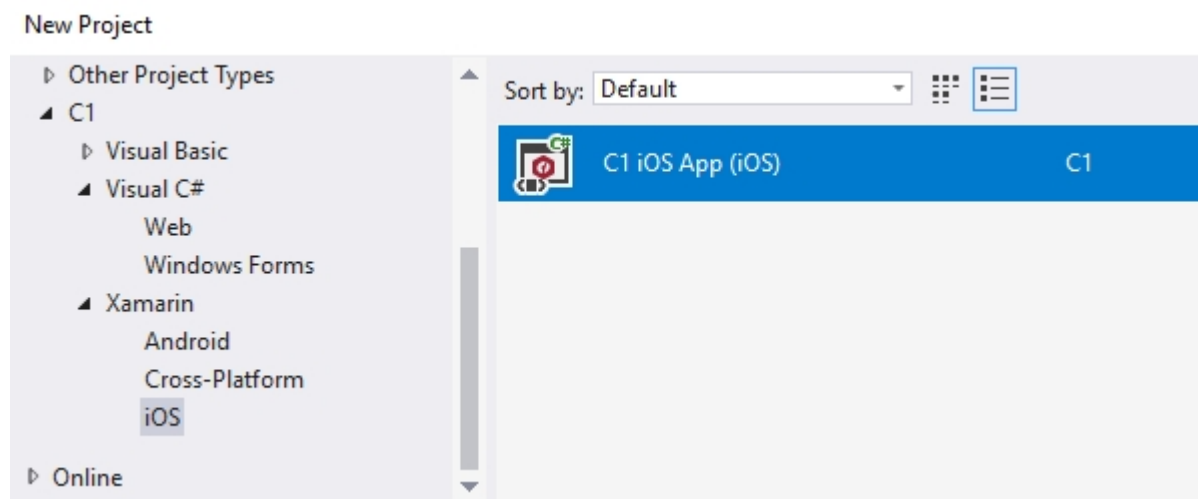 New Project
Other Project Types
C1
Visual Basic
Visual C#
Web
Windows Forms
Xamarin
Android
Cross-Platform
iOS
Online
Sort by: Default
C#
C1 iOS App (iOS) C1